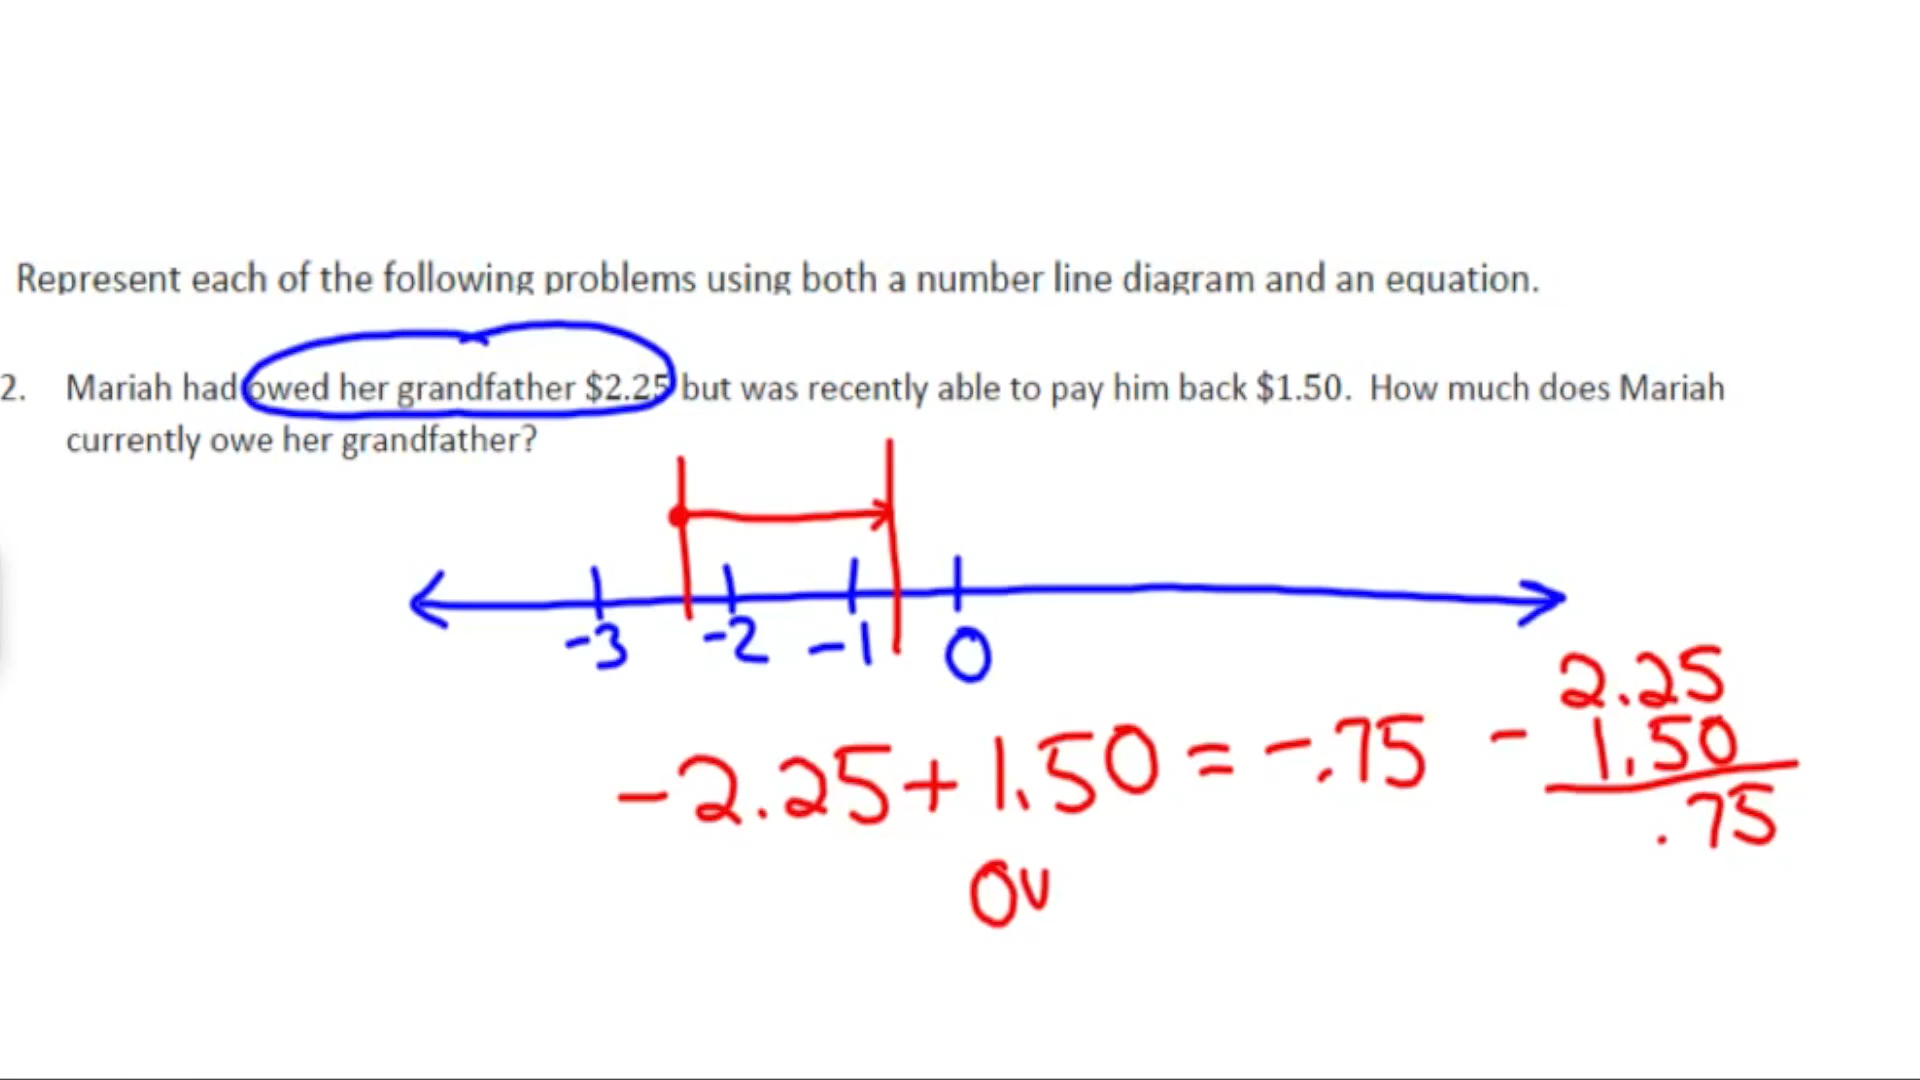 Represent each of the following problems using both a number line diagram and an equation.
2. Mariah had owed her grandfather $2.25 but was recently able to pay him back $1.50. How much does Mariah
currently owe her grandfather?
-3 -2 -1 0
2.25
- 1.50
.75
-2.25+1.50=-.75
Ov